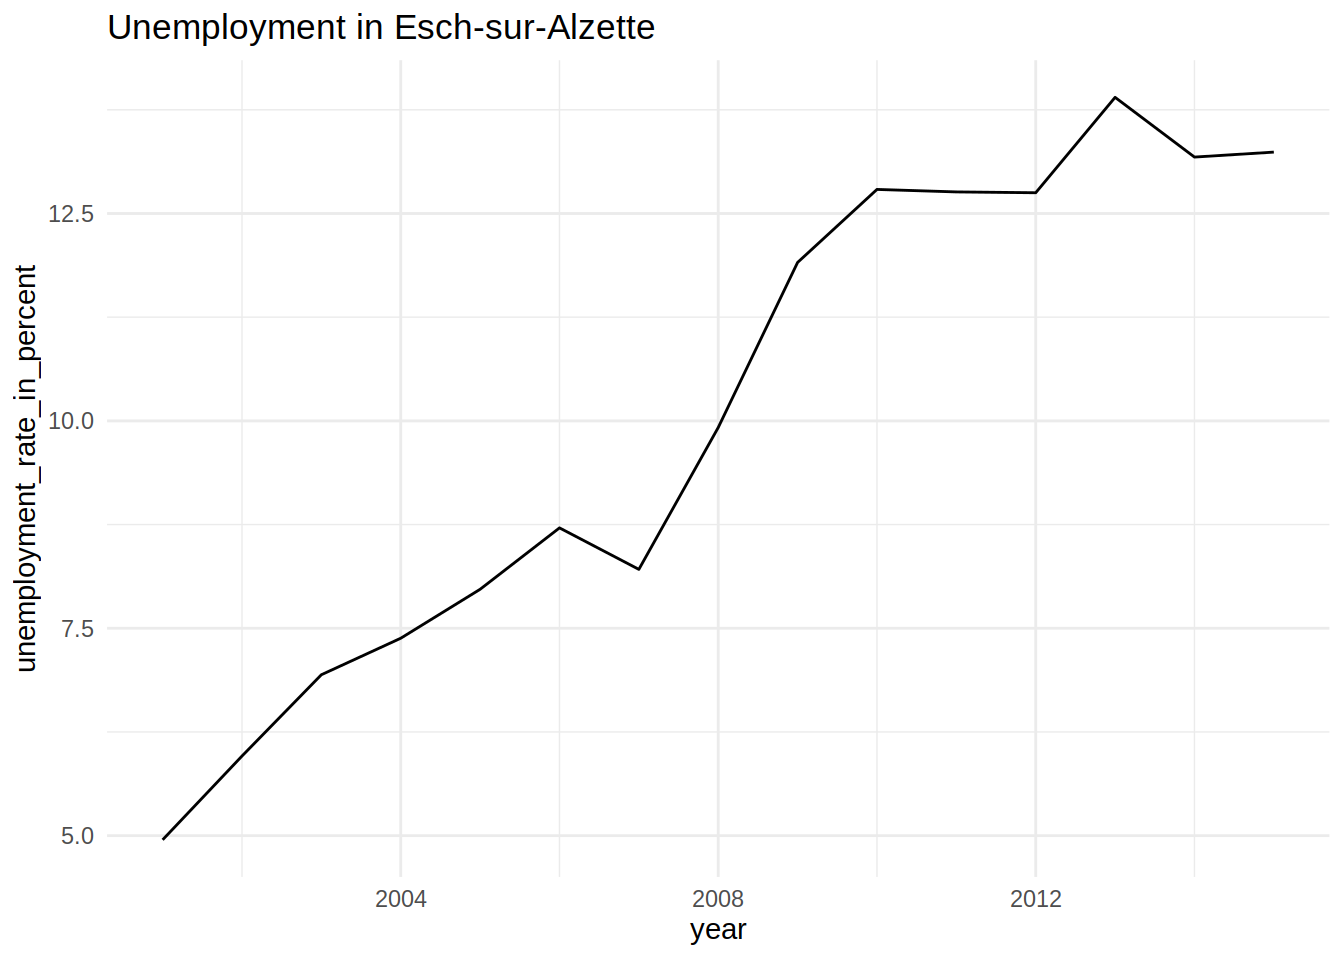 Unemployment in Esch-sur-Alzette
unemployment_rate_in_percent
12.5
10.0
7.5
5.0
2004
2008
2012
year